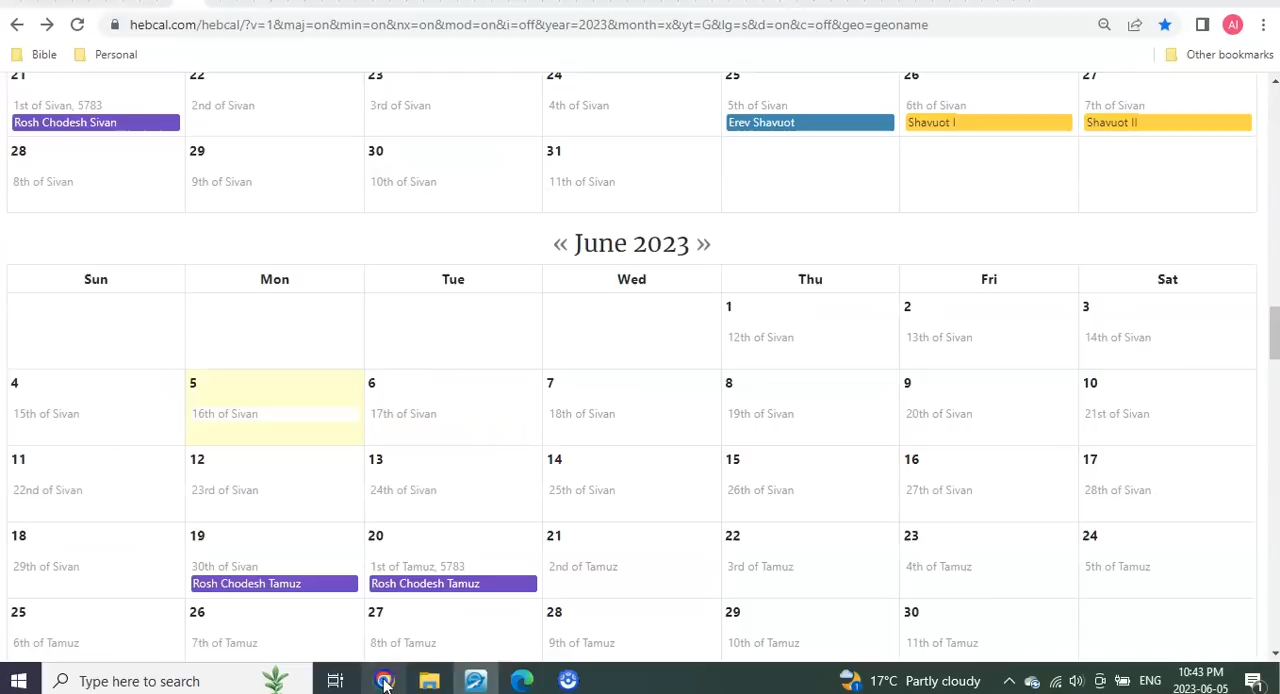 hebcal.com/hebcal/?v=1&maj=on&min=on&nx=on&mod=on&i=off&year=2023&month=x&yt=G&lg=s&d=on&c=off&geo=geoname
AI
Bible Personal Other bookmarks
21 22 23 24 25 26 27
1st of Sivan, 5783 2nd of Sivan 3rd of Sivan 4th of Sivan 5th of Sivan 6th of Sivan 7th of Sivan
Rosh Chodesh Sivan Erev Shavuot Shavuot I Shavuot II
28 29 30 31
8th of Sivan 9th of Sivan 10th of Sivan 11th of Sivan
« June 2023 »
Sun Mon Tue Wed Thu Fri Sat
1 2 3
12th of Sivan 13th of Sivan 14th of Sivan
4 5 6 7 8 9 10
15th of Sivan 16th of Sivan 17th of Sivan 18th of Sivan 19th of Sivan 20th of Sivan 21st of Sivan
11 12 13 14 15 16 17
22nd of Sivan 23rd of Sivan 24th of Sivan 25th of Sivan 26th of Sivan 27th of Sivan 28th of Sivan
18 19 20 21 22 23 24
29th of Sivan 30th of Sivan 1st of Tamuz, 5783 2nd of Tamuz 3rd of Tamuz 4th of Tamuz 5th of Tamuz
Rosh Chodesh Tamuz Rosh Chodesh Tamuz
25 26 27 28 29 30
6th of Tamuz 7th of Tamuz 8th of Tamuz 9th of Tamuz 10th of Tamuz 11th of Tamuz
Type here to search 17°C Partly cloudy ENG 10:43 PM
2023-06-05
1